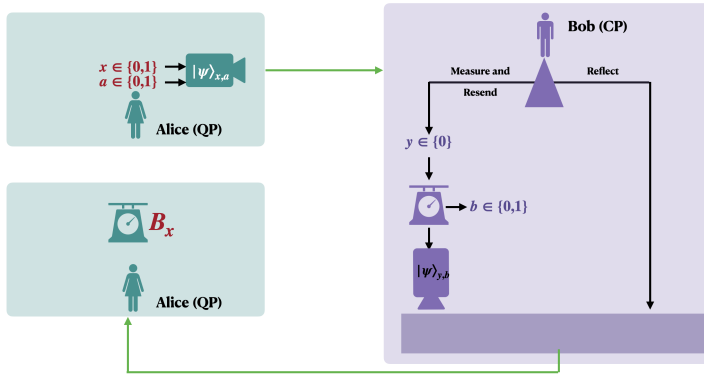 x ∈ {0,1}
a ∈ {0,1}
|ψ⟩x,a
Alice (QP)
Bob (CP)
Measure and
Resend
Reflect
y ∈ {0}
b ∈ {0,1}
|ψ⟩y,b
Bx
Alice (QP)